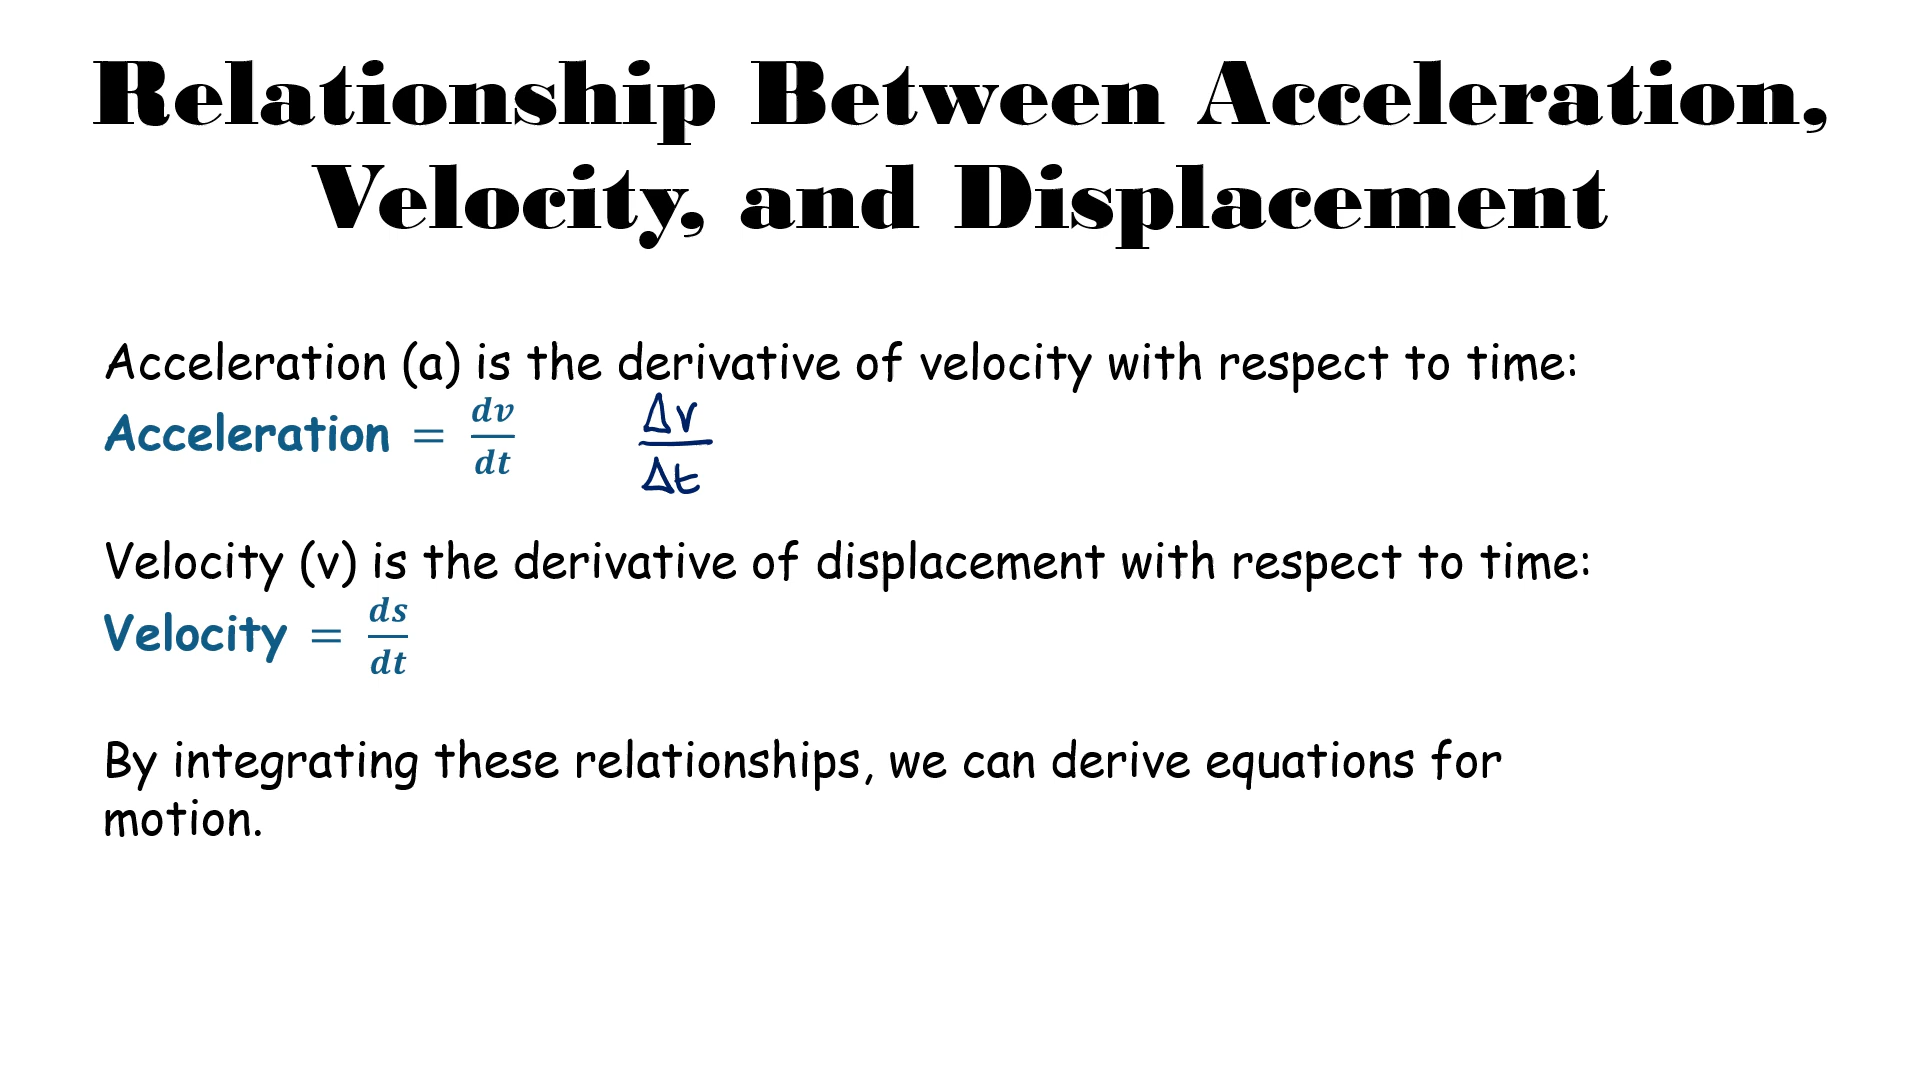 Relationship Between Acceleration,
Velocity, and Displacement
Acceleration (a) is the derivative of velocity with respect to time:
Acceleration = dv/dt Δv/Δt
Velocity (v) is the derivative of displacement with respect to time:
Velocity = ds/dt
By integrating these relationships, we can derive equations for
motion.